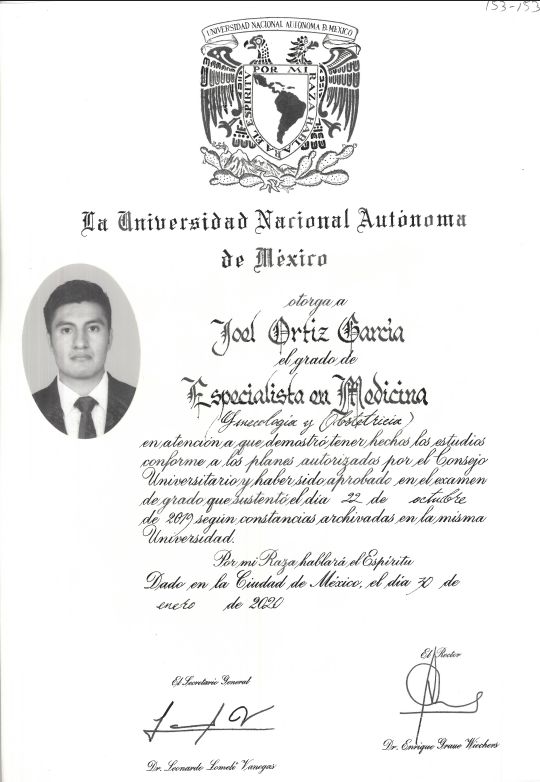 153-153
UNIVERSIDAD NACIONAL AUTÓNOMA D MEXICO
POR MI RAZA HABLARA EL ESPIRITU
La Universidad Nacional Autónoma
de México
otorga a
Joel Ortiz García
el grado de
Especialista en Medicina
(Ginecología y Obstetricia)
en atención a que demostró tener hechos los estudios
conforme a los planes autorizados por el Consejo
Universitario y haber sido aprobado en el examen
de grado que sustentó el día 22 de octubre
de 2019 según constancias archivadas en la misma
Universidad.
Por mi Raza hablará el Espíritu
Dado en la Ciudad de México, el día 30 de
enero de 2020
El Rector
El Secretario General
Dr. Enrique Graue Wiechers
Dr. Leonardo Lomelí Vanegas